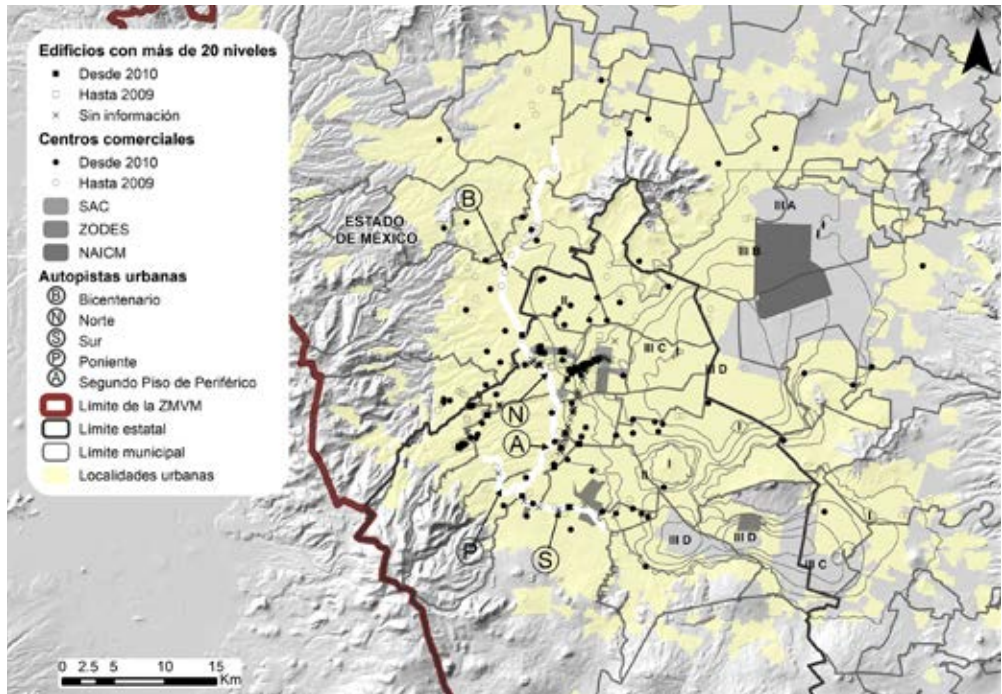 Edificios con más de 20 niveles
Desde 2010
Hasta 2009
Sin información
Centros comerciales
Desde 2010
Hasta 2009
SAC
ZODES
NAICM
Autopistas urbanas
B Bicentenario
N Norte
S Sur
P Poniente
A Segundo Piso de Periférico
Límite de la ZMVM
Límite estatal
Límite municipal
Localidades urbanas
0 2.5 5 10 15
Km
B
ESTADO
DE MÉXICO
III A
III B
II
III C
II D
N
A
I
I
I
II
III D
III D
III C
P
S